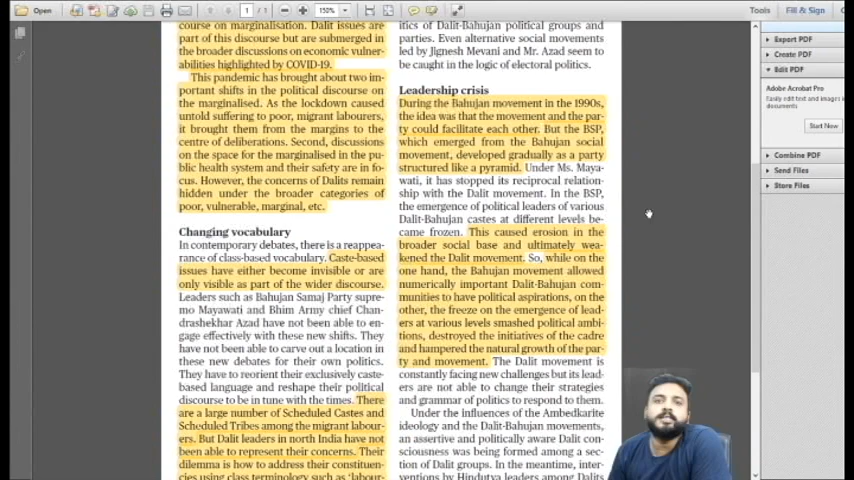 Open
1 / 1
150%
Tools
Fill & Sign
course on marginalisation. Dalit issues are
part of this discourse but are submerged in
the broader discussions on economic vulner-
abilities highlighted by COVID-19.
This pandemic has brought about two im-
portant shifts in the political discourse on
the marginalised. As the lockdown caused
untold suffering to poor, migrant labourers,
it brought them from the margins to the
centre of deliberations. Second, discussions
on the space for the marginalised in the pu-
blic health system and their safety are in fo-
cus. However, the concerns of Dalits remain
hidden under the broader categories of
poor, vulnerable, marginal, etc.
Changing vocabulary
In contemporary debates, there is a reappea-
rance of class-based vocabulary. Caste-based
issues have either become invisible or are
only visible as part of the wider discourse.
Leaders such as Bahujan Samaj Party supre-
mo Mayawati and Bhim Army chief Chan-
drashekhar Azad have not been able to en-
gage effectively with these new shifts. They
have not been able to carve out a location in
these new debates for their own politics.
They have to reorient their exclusively caste-
based language and reshape their political
discourse to be in tune with the times. There
are a large number of Scheduled Castes and
Scheduled Tribes among the migrant labour-
ers. But Dalit leaders in north India have not
been able to represent their concerns. Their
dilemma is how to address their constituen-
cies using class terminology such as 'labour-
itics of Dalit-Bahujan political groups and
parties. Even alternative social movements
led by Jignesh Mevani and Mr. Azad seem to
be caught in the logic of electoral politics.
Leadership crisis
During the Bahujan movement in the 1990s,
the idea was that the movement and the par-
ty could facilitate each other. But the BSP,
which emerged from the Bahujan social
movement, developed gradually as a party
structured like a pyramid. Under Ms. Maya-
wati, it has stopped its reciprocal relation-
ship with the Dalit movement. In the BSP,
the emergence of political leaders of various
Dalit-Bahujan castes at different levels be-
came frozen. This caused erosion in the
broader social base and ultimately wea-
kened the Dalit movement. So, while on the
one hand, the Bahujan movement allowed
numerically important Dalit-Bahujan com-
munities to have political aspirations, on the
other, the freeze on the emergence of lead-
ers at various levels smashed political ambi-
tions, destroyed the initiatives of the cadre
and hampered the natural growth of the par-
ty and movement. The Dalit movement is
constantly facing new challenges but its lead-
ers are not able to change their strategies
and grammar of politics to respond to them.
Under the influences of the Ambedkarite
ideology and the Dalit-Bahujan movements,
an assertive and politically aware Dalit con-
sciousness was being formed among a sec-
tion of Dalit groups. In the meantime, inter-
ventions by Hindutva leaders among Dalits
Export PDF
Create PDF
Edit PDF
Adobe Acrobat Pro
Easily edit text and images in
documents
Start Now
Combine PDF
Send Files
Store Files